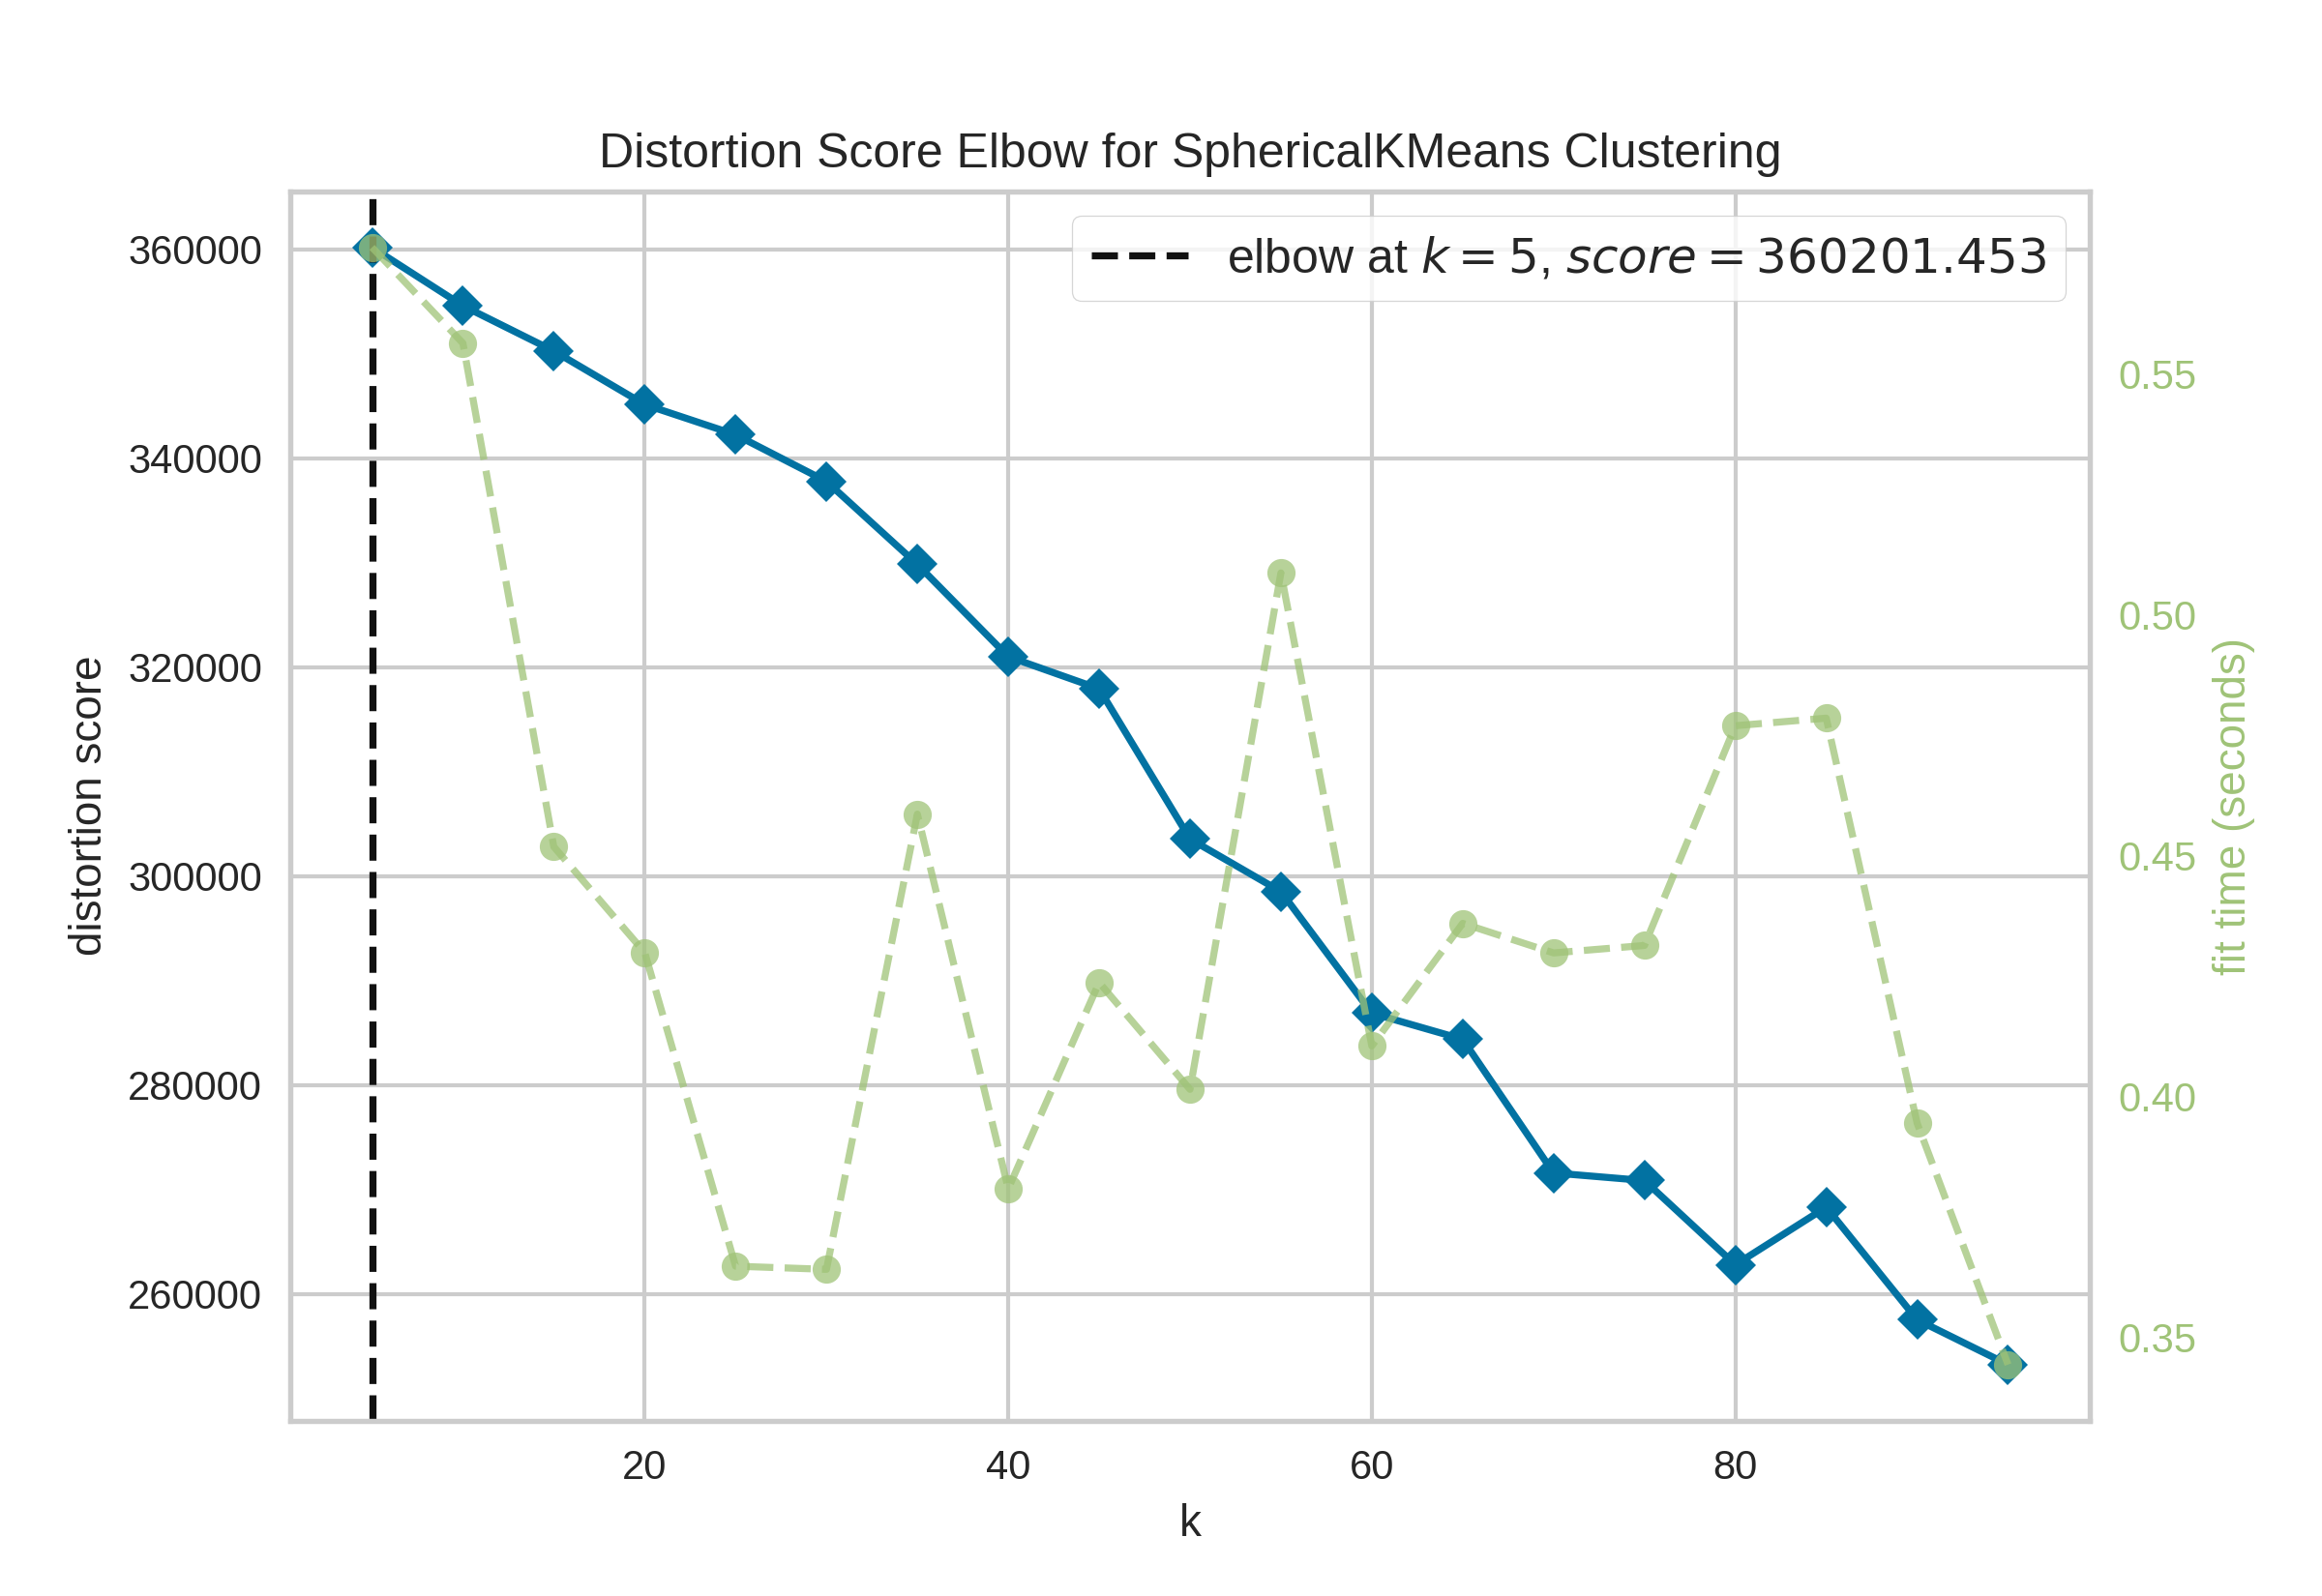 Distortion Score Elbow for SphericalKMeans Clustering
elbow at k = 5, score = 360201.453
360000
340000
320000
300000
280000
260000
distortion score
0.55
0.50
0.45
0.40
0.35
fit time (seconds)
20 40 60 80
k